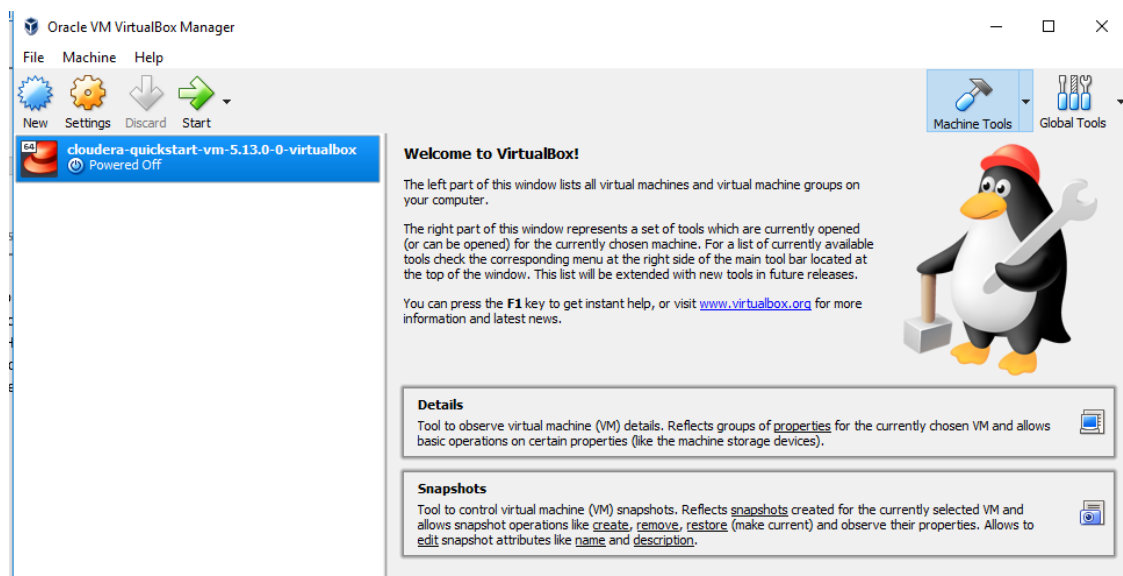 Oracle VM VirtualBox Manager
File Machine Help
New Settings Discard Start Machine Tools Global Tools
64 cloudera-quickstart-vm-5.13.0-0-virtualbox
Powered Off
Welcome to VirtualBox!
The left part of this window lists all virtual machines and virtual machine groups on
your computer.
The right part of this window represents a set of tools which are currently opened
(or can be opened) for the currently chosen machine. For a list of currently available
tools check the corresponding menu at the right side of the main tool bar located at
the top of the window. This list will be extended with new tools in future releases.
You can press the F1 key to get instant help, or visit www.virtualbox.org for more
information and latest news.
Details
Tool to observe virtual machine (VM) details. Reflects groups of properties for the currently chosen VM and allows
basic operations on certain properties (like the machine storage devices).
Snapshots
Tool to control virtual machine (VM) snapshots. Reflects snapshots created for the currently selected VM and
allows snapshot operations like create, remove, restore (make current) and observe their properties. Allows to
edit snapshot attributes like name and description.